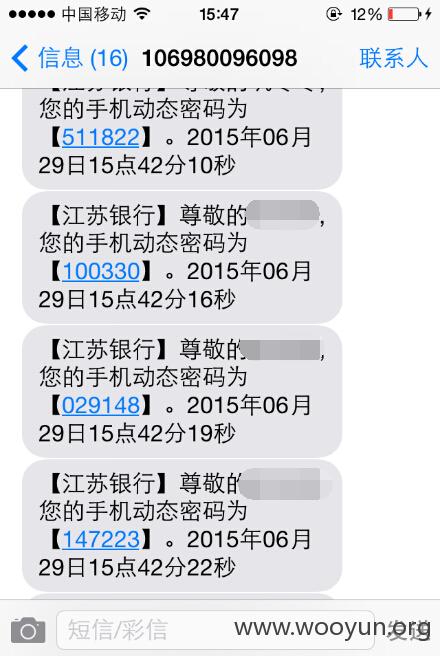 中国移动 15:47 12%
信息 (16) 106980096098 联系人
您的手机动态密码为
【511822】。2015年06月
29日15点42分10秒
【江苏银行】尊敬的 ,
您的手机动态密码为
【100330】。2015年06月
29日15点42分16秒
【江苏银行】尊敬的 ,
您的手机动态密码为
【029148】。2015年06月
29日15点42分19秒
【江苏银行】尊敬的
您的手机动态密码为
【147223】。2015年06月
29日15点42分22秒
短信/彩信 发送
www.wooyun.org